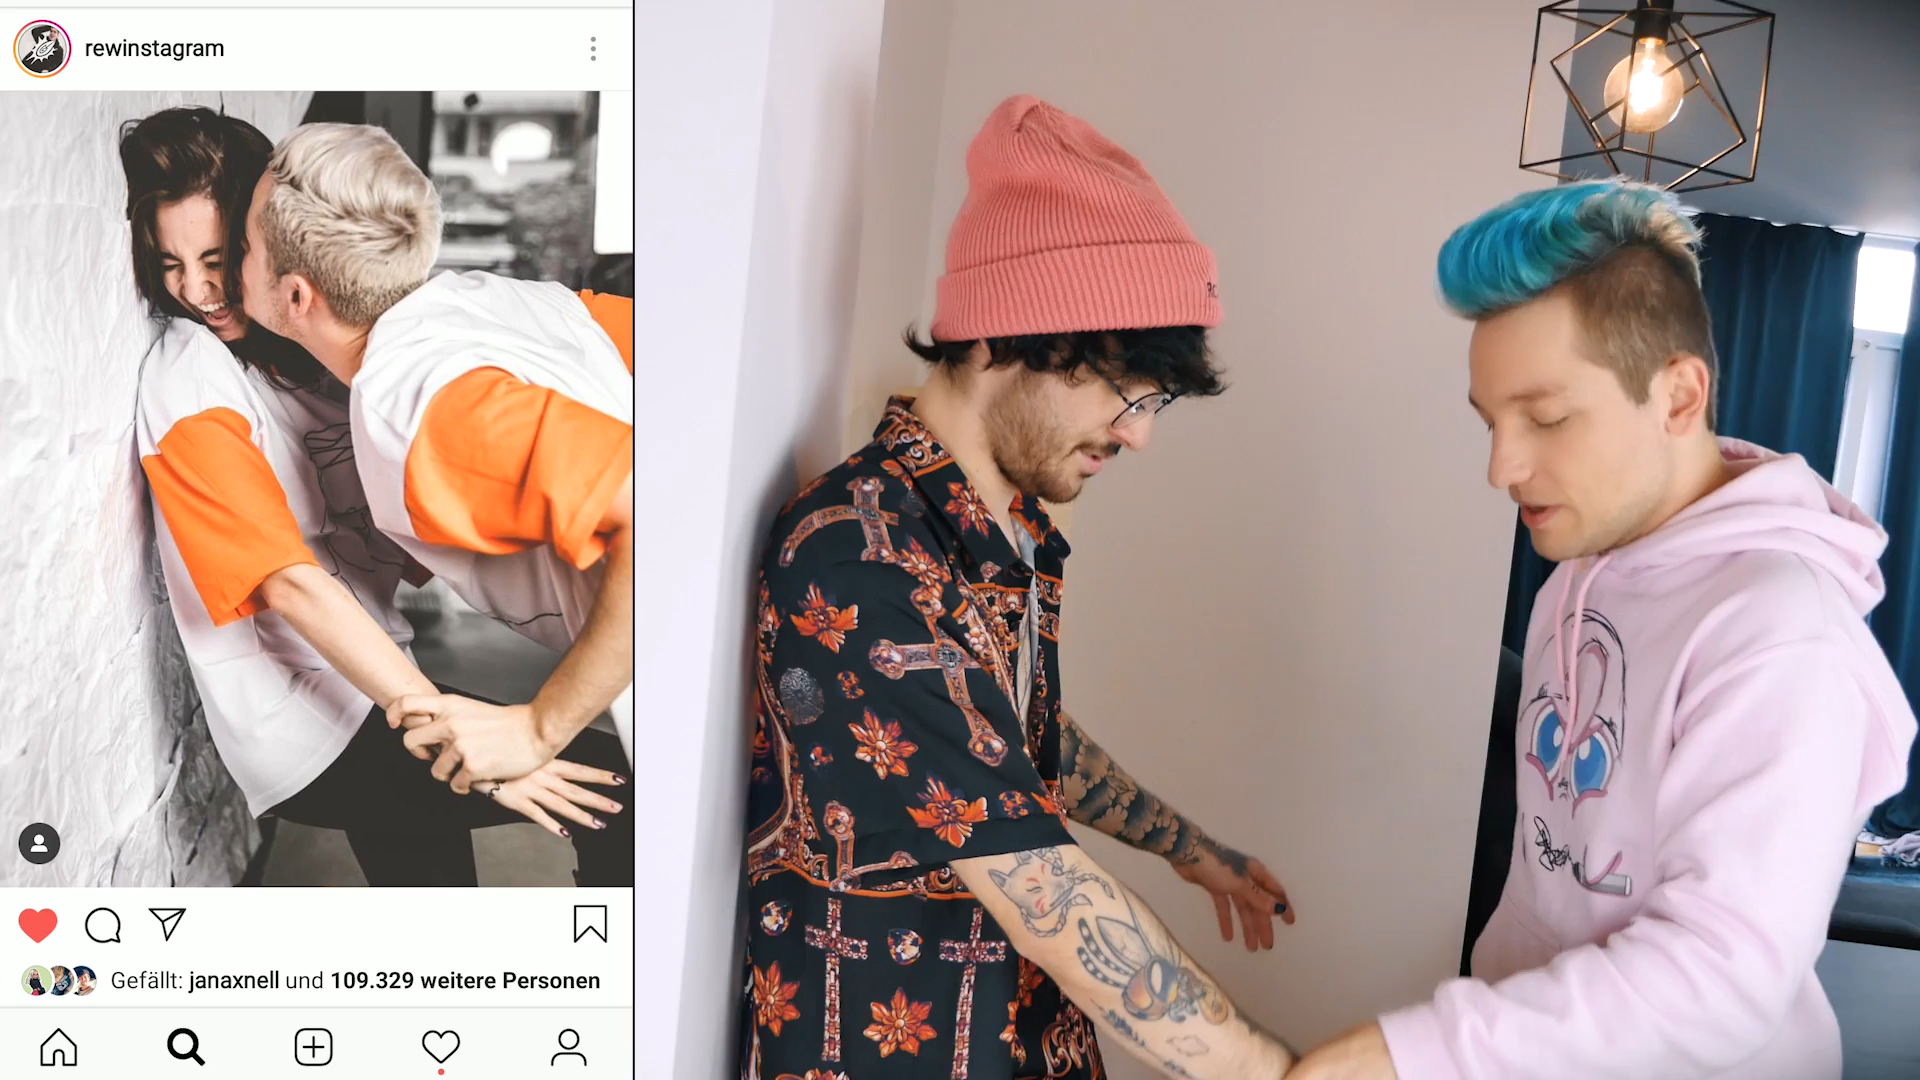 rewinstagram
Gefällt: janaxnell und 109.329 weitere Personen